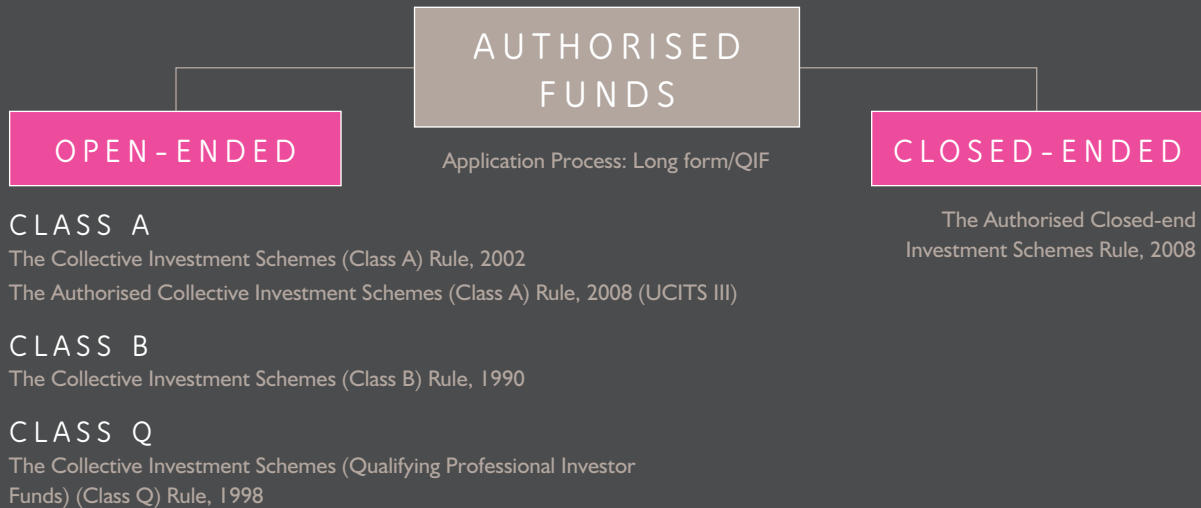 AUTHORISED
FUNDS
OPEN-ENDED
Application Process: Long form/QIF
CLOSED-ENDED
CLASS A
The Collective Investment Schemes (Class A) Rule, 2002
The Authorised Collective Investment Schemes (Class A) Rule, 2008 (UCITS III)
CLASS B
The Collective Investment Schemes (Class B) Rule, 1990
CLASS Q
The Collective Investment Schemes (Qualifying Professional Investor
Funds) (Class Q) Rule, 1998
The Authorised Closed-end
Investment Schemes Rule, 2008